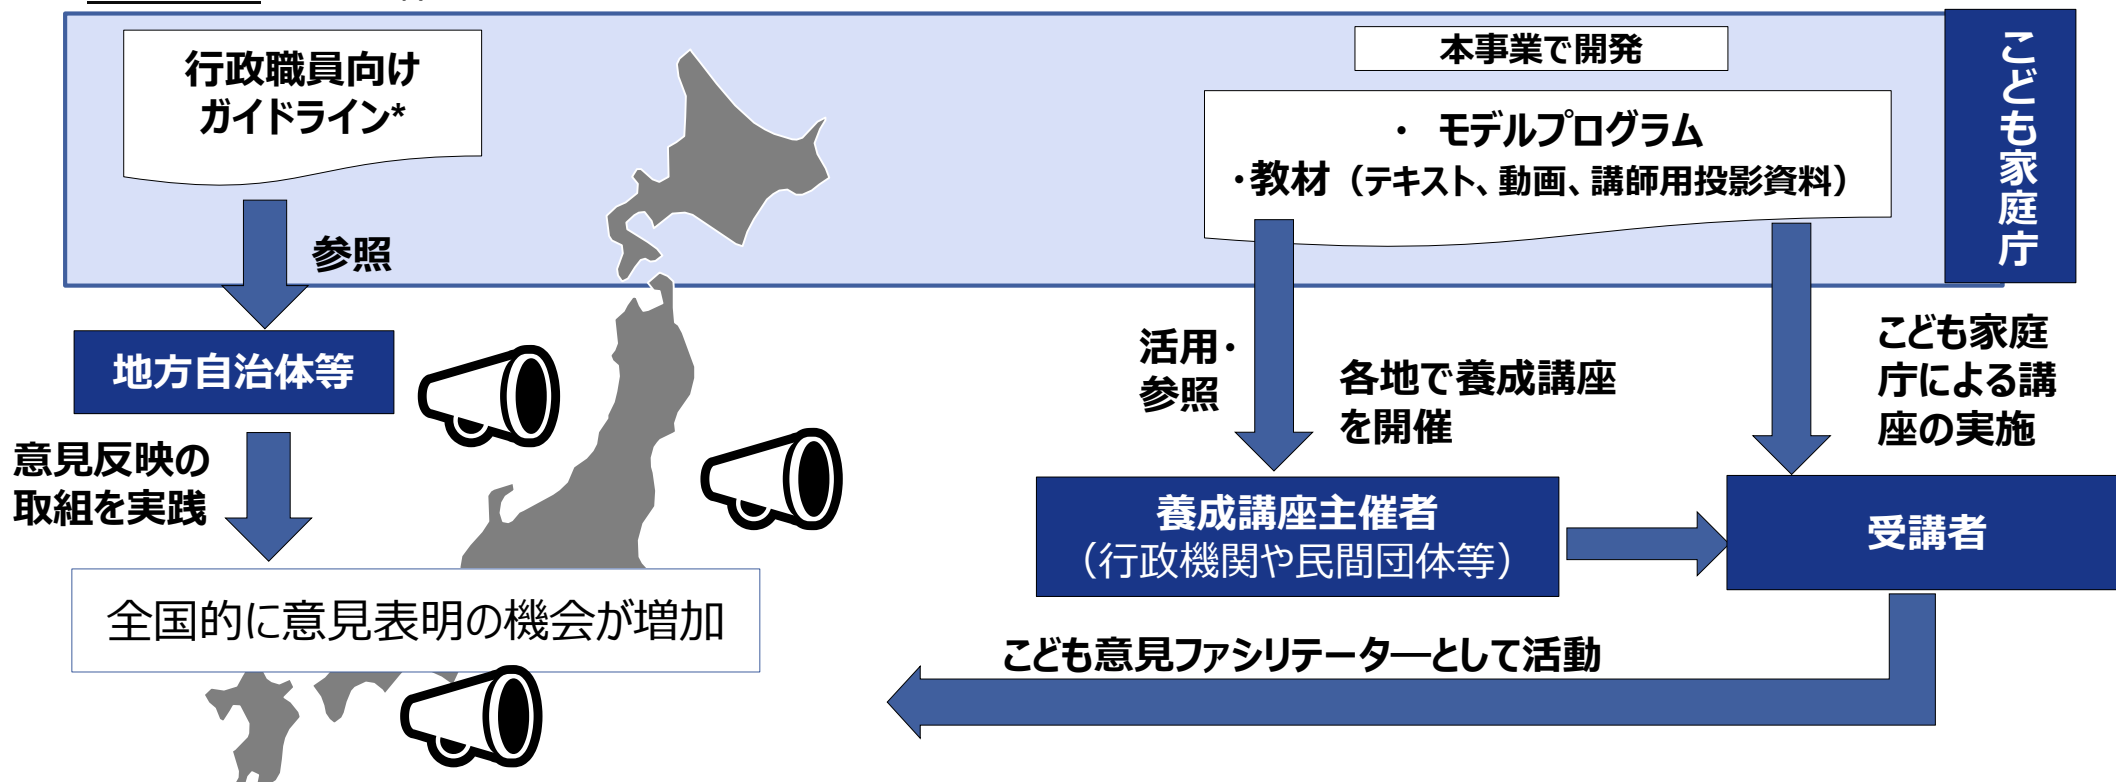 行政職員向け
ガイドライン*
参照
地方自治体等
意見反映の
取組を実践
全国的に意見表明の機会が増加
本事業で開発
・ モデルプログラム
・教材（テキスト、動画、講師用投影資料）
こども家庭庁
活用・
参照
各地で養成講座
を開催
こども家庭
庁による講
座の実施
養成講座主催者
（行政機関や民間団体等）
受講者
こども意見ファシリテーター―として活動